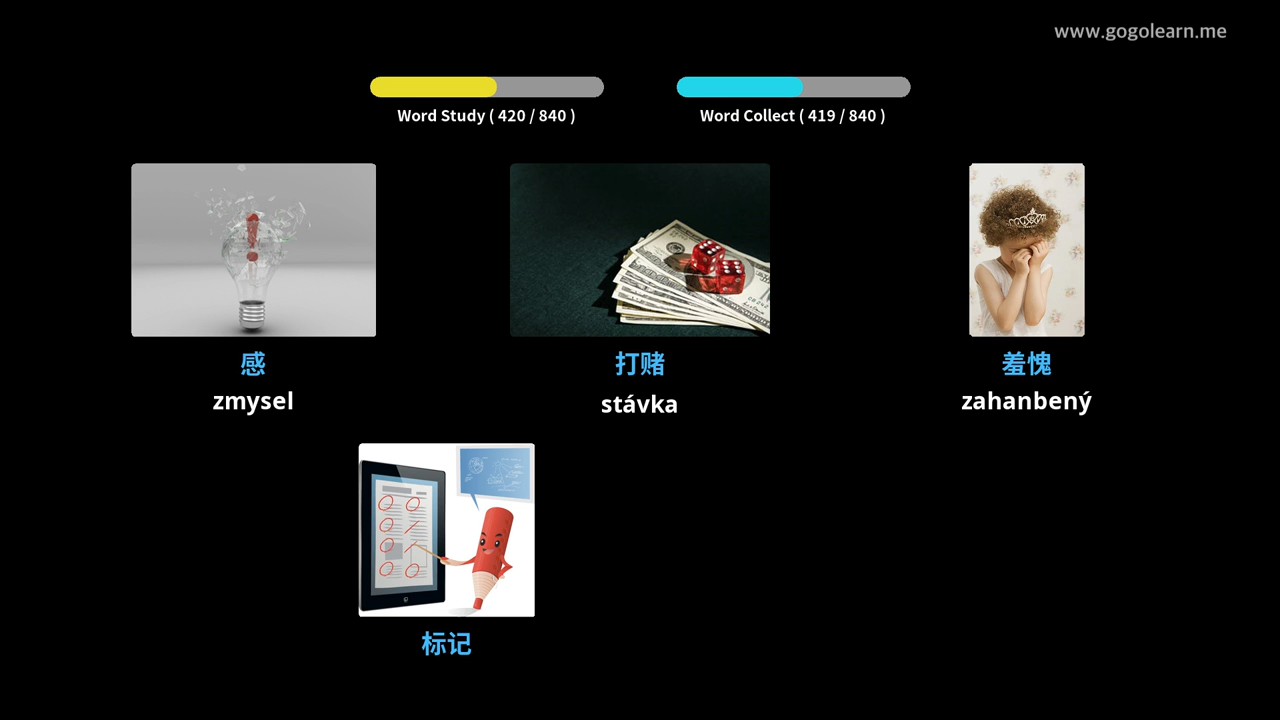 www.gogolearn.me
Word Study ( 420 / 840 )
Word Collect ( 419 / 840 )
感
zmysel
打赌
stávka
羞愧
zahanbený
标记